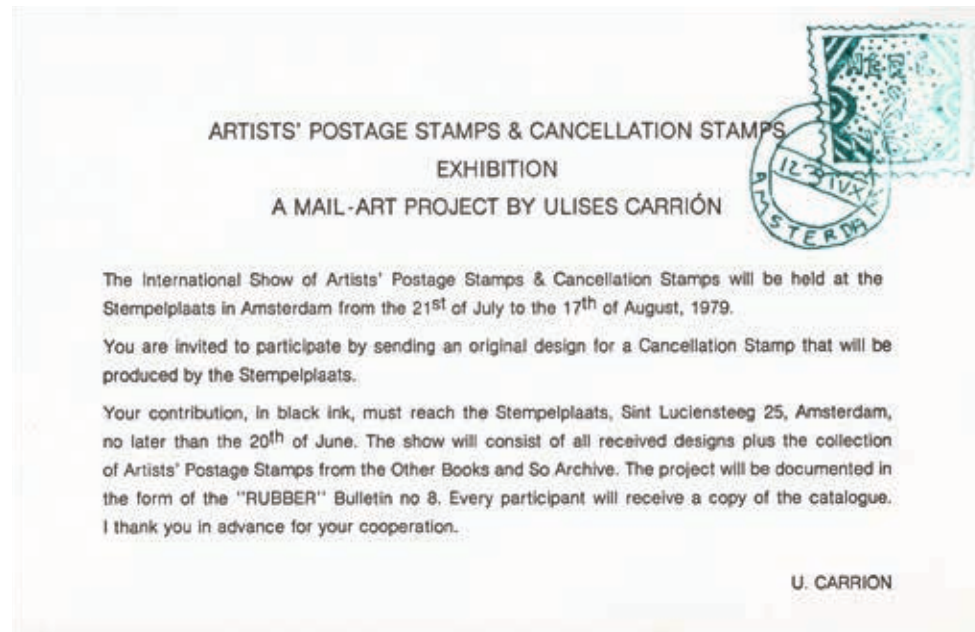 ARTISTS' POSTAGE STAMPS & CANCELLATION STAMPS
EXHIBITION
A MAIL-ART PROJECT BY ULISES CARRIÓN
AMSTERDAM
The International Show of Artists' Postage Stamps & Cancellation Stamps will be held at the
Stempelplaats in Amsterdam from the 21st of July to the 17th of August, 1979.
You are invited to participate by sending an original design for a Cancellation Stamp that will be
produced by the Stempelplaats.
Your contribution, in black ink, must reach the Stempelplaats, Sint Luciensteeg 25, Amsterdam,
no later than the 20th of June. The show will consist of all received designs plus the collection
of Artists' Postage Stamps from the Other Books and So Archive. The project will be documented in
the form of the "RUBBER" Bulletin no 8. Every participant will receive a copy of the catalogue.
I thank you in advance for your cooperation.
U. CARRION